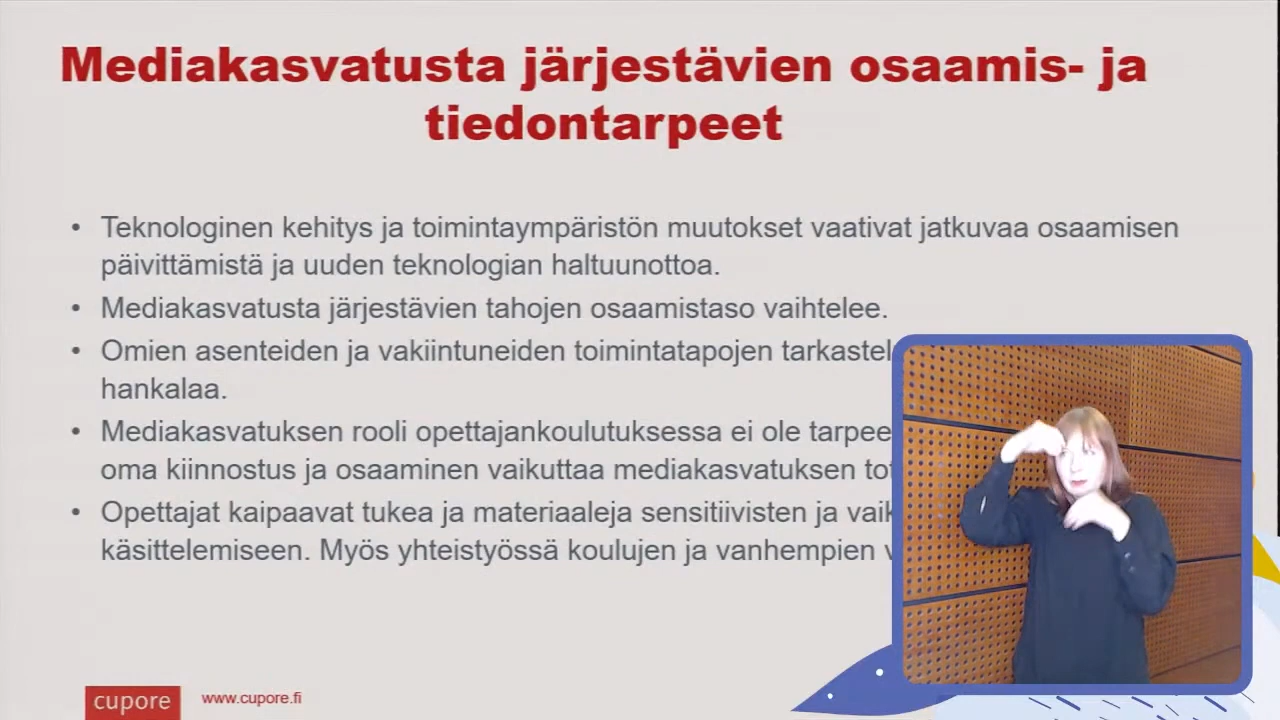 Mediakasvatusta järjestävien osaamis- ja
tiedontarpeet
• Teknologinen kehitys ja toimintaympäristön muutokset vaativat jatkuvaa osaamisen
päivittämistä ja uuden teknologian haltuunottoa.
• Mediakasvatusta järjestävien tahojen osaamistaso vaihtelee.
• Omien asenteiden ja vakiintuneiden toimintatapojen
hankalaa.
• Mediakasvatuksen rooli opettajankoulutuksessa ei ole
oma kiinnostus ja osaaminen vaikuttaa mediakasvatuksen
• Opettajat kaipaavat tukea ja materiaaleja sensitiivisten ja
käsittelemiseen. Myös yhteistyössä koulujen ja vanhempien
cupore
www.cupore.fi